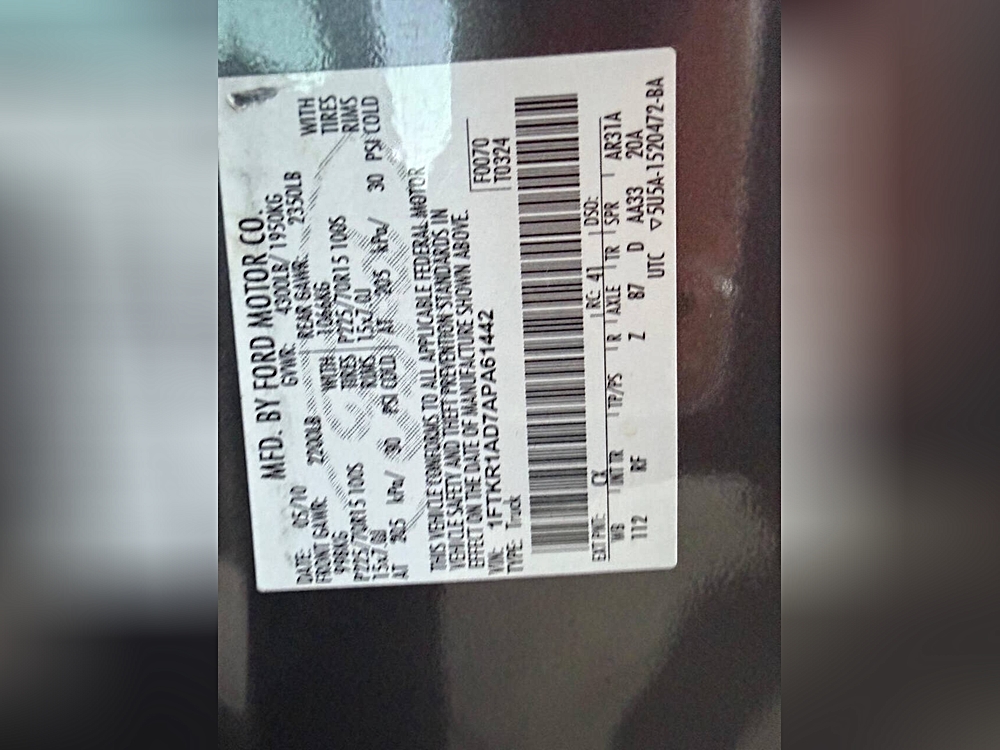 MFD. BY FORD MOTOR CO.
DATE: 05/10 GVWR: 4300LB/1950KG
FRONT GAWR: 2200LB REAR GAWR: 2350LB
998KG WITH 1066KG WITH
P225/70R15 100S TIRES P225/70R15 100S TIRES
15x7.0J RIMS 15x7.0J RIMS
AT 205 kPa/ 30 PSI COLD AT 205 kPa/ 30 PSI COLD
THIS VEHICLE CONFORMS TO ALL APPLICABLE FEDERAL MOTOR
VEHICLE SAFETY AND THEFT PREVENTION STANDARDS IN
EFFECT ON THE DATE OF MANUFACTURE SHOWN ABOVE.
VIN: 1FTKR1AD7APA61442 F0070
TYPE: Truck T0324
EXT PNT: CX RC: 41 DSO:
WB INT TR TP/PS R AXLE TR SPR AR31A
112 RF Z 87 D AA33 20A
UTC ▽5U5A-1520472-BA